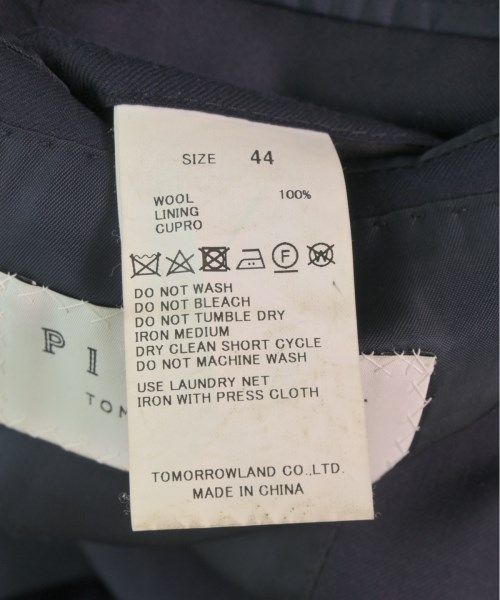 SIZE 44
WOOL 100%
LINING
CUPRO
F W
DO NOT WASH
DO NOT BLEACH
DO NOT TUMBLE DRY
IRON MEDIUM
DRY CLEAN SHORT CYCLE
DO NOT MACHINE WASH
USE LAUNDRY NET
IRON WITH PRESS CLOTH
TOMORROWLAND CO.,LTD.
MADE IN CHINA
PI
TOM